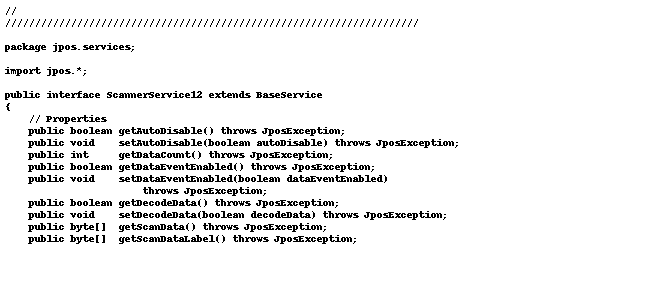 //
/////////////////////////////////////////////////////////////////////
package jpos.services;
import jpos.*;
public interface ScannerService12 extends BaseService
{
// Properties
public boolean getAutoDisable() throws JposException;
public void    setAutoDisable(boolean autoDisable) throws JposException;
public int     getDataCount() throws JposException;
public boolean getDataEventEnabled() throws JposException;
public void    setDataEventEnabled(boolean dataEventEnabled)
throws JposException;
public boolean getDecodeData() throws JposException;
public void    setDecodeData(boolean decodeData) throws JposException;
public byte[]  getScanData() throws JposException;
public byte[]  getScanDataLabel() throws JposException;